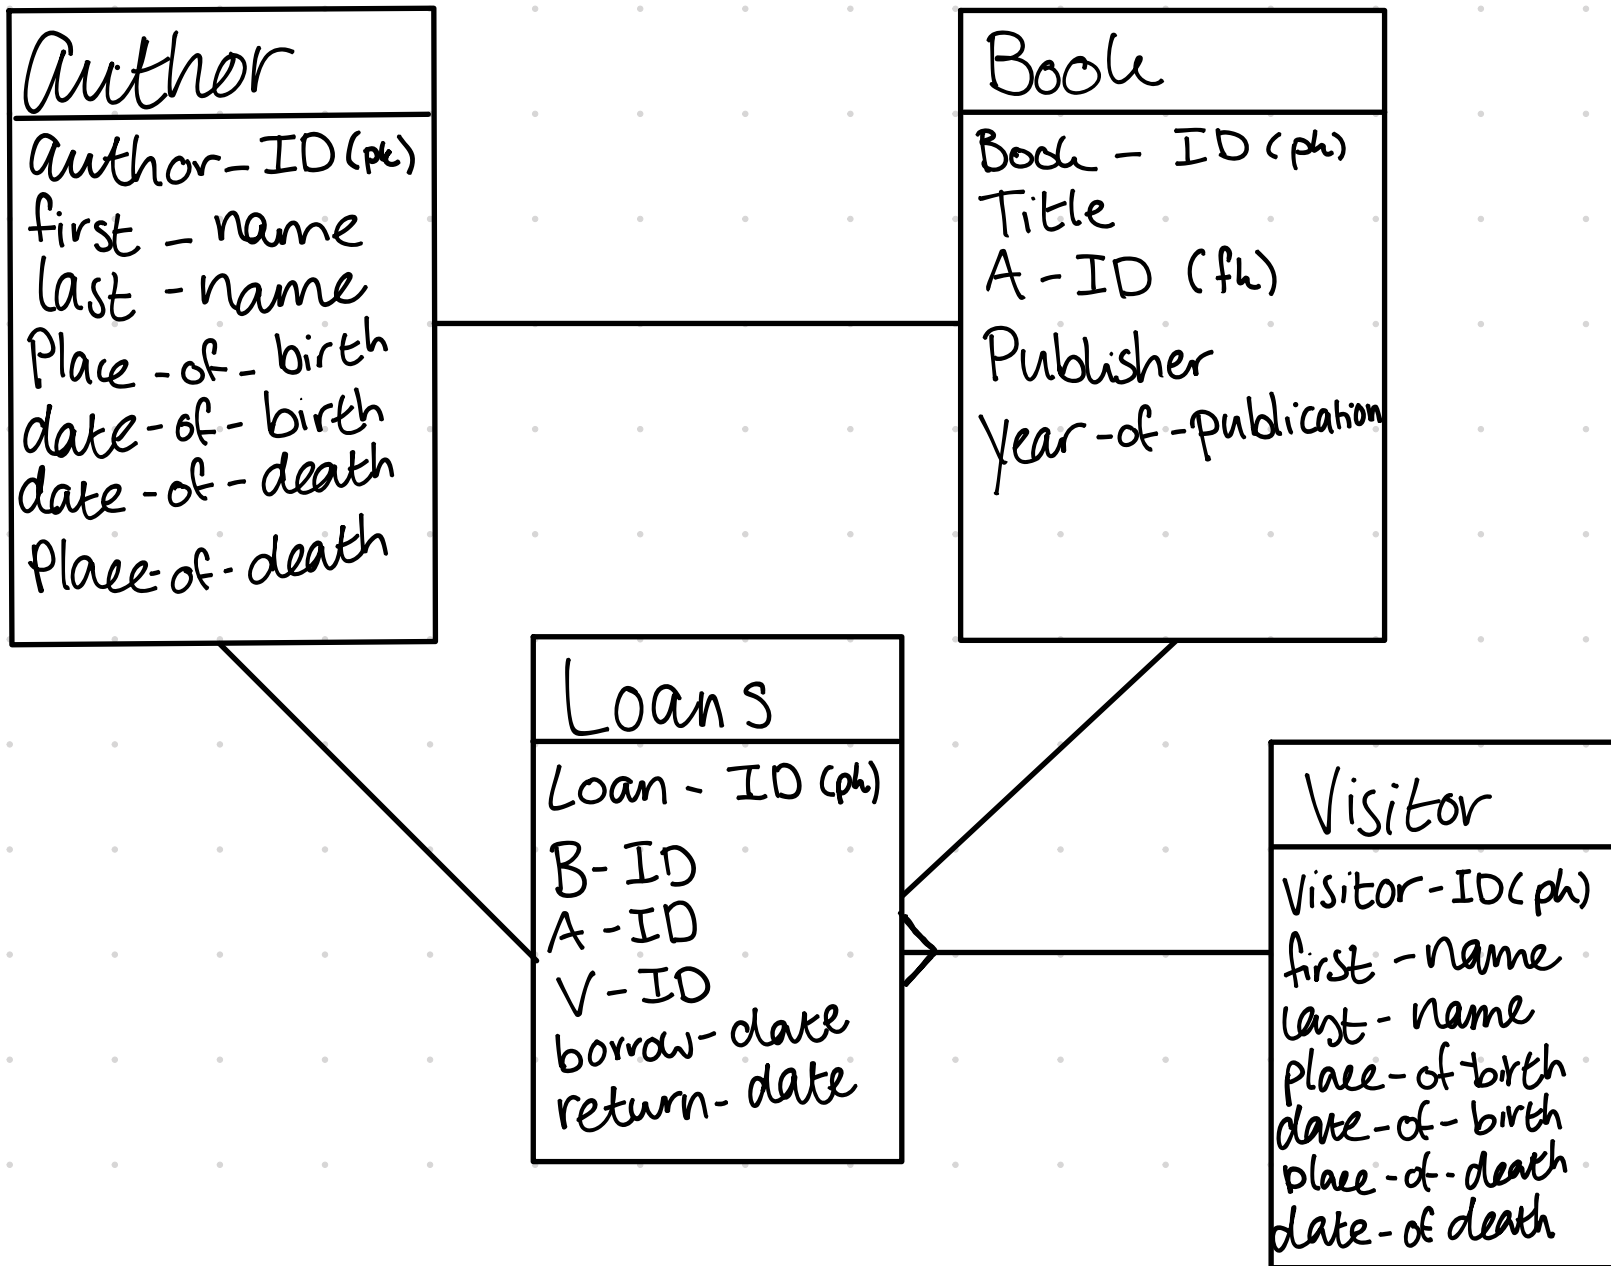 Author
author-ID (pk)
first-name
last-name
Place-of-birth
date-of-birth
date-of-death
Place-of-death
Book
Book-ID (pk)
Title
A-ID (fk)
Publisher
Year-of-publication
Loans
Loan-ID (pk)
B-ID
A-ID
V-ID
borrow-date
return-date
Visitor
Visitor-ID (pk)
first-name
last-name
place-of-birth
date-of-birth
place-of-death
date-of death